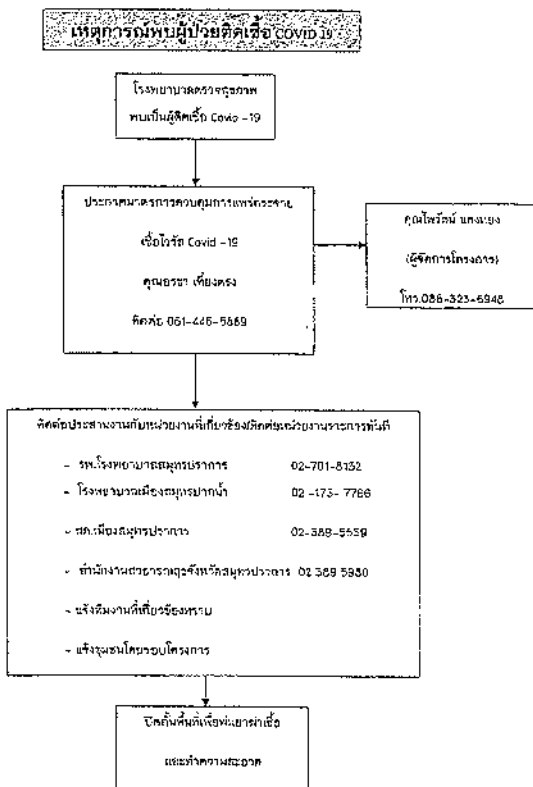 เหตุการณ์พบผู้ป่วยติดเชื้อ COVID 19
โรงพยาบาลตรวจสุขภาพ
พบเป็นผู้ติดเชื้อ Covid -19
ประกาศมาตรการควบคุมการแพร่กระจาย
เชื้อไวรัส Covid -19
คุณอรชา เที่ยงตรง
ติดต่อ 061-446-5869
คุณไพรัตน์
(ผู้จัดการโครงการ)
โทร.086-323-6948
ติดต่อประสานงานกับหน่วยงานที่เกี่ยวข้อง/ติดต่อหน่วยงานราชการทันที
- รพ.โรงพยาบาลสมุทรปราการ 02-701-8132
- โรงพยาบาลเมืองสมุทรปากน้ำ 02 -173- 7766
- สภ.เมืองสมุทรปราการ 02-389-5559
- สำนักงานสาธารณสุขจังหวัดสมุทรปราการ 02 389 5980
- แจ้งทีมงานที่เกี่ยวข้องทราบ
- แจ้งชุมชนโดยรอบโครงการ
ปิดกั้นพื้นที่เพื่อพ่นยาฆ่าเชื้อ
และทำความสะอาด